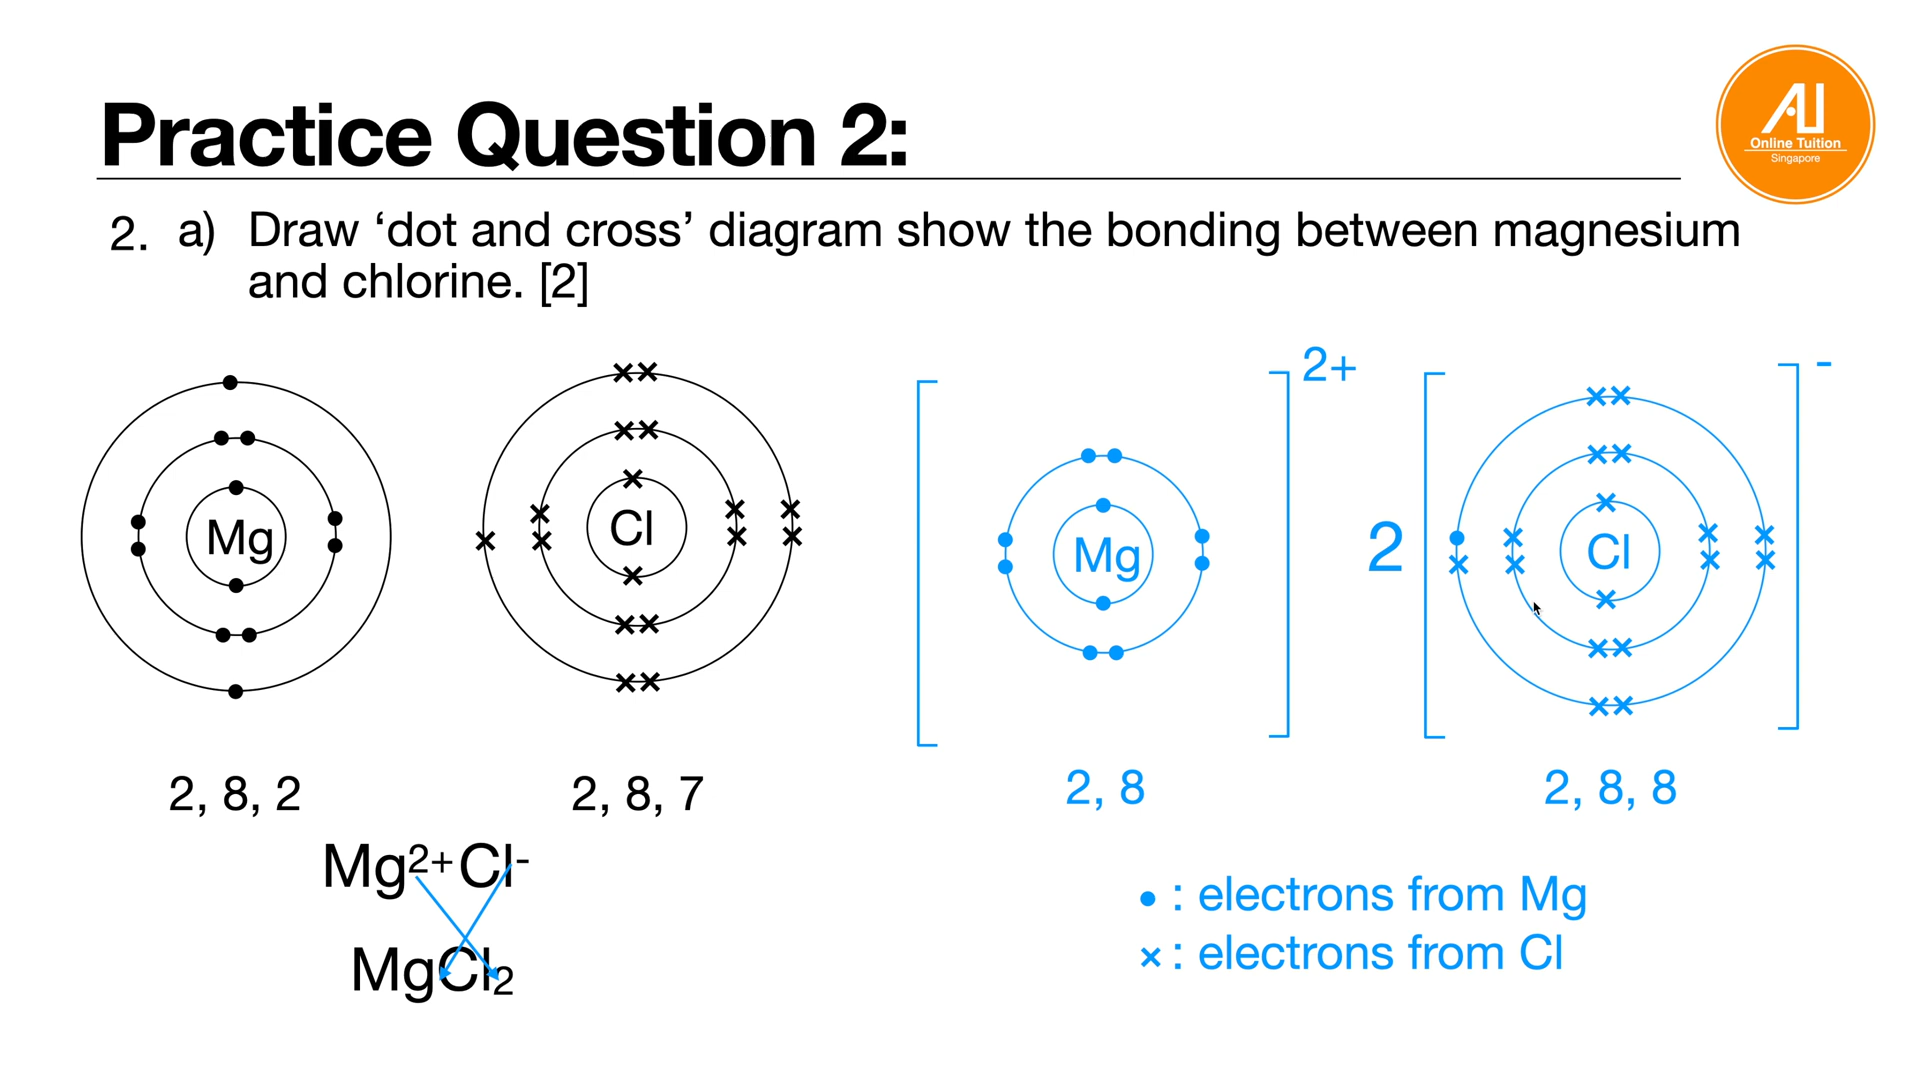 Practice Question 2:
AU
Online Tuition
Singapore
2. a) Draw ‘dot and cross’ diagram show the bonding between magnesium
and chlorine. [2]
Mg
Cl
Mg
2+
2
Cl
-
2, 8, 2
2, 8, 7
2, 8
2, 8, 8
Mg2+Cl-
MgCl2
• : electrons from Mg
× : electrons from Cl